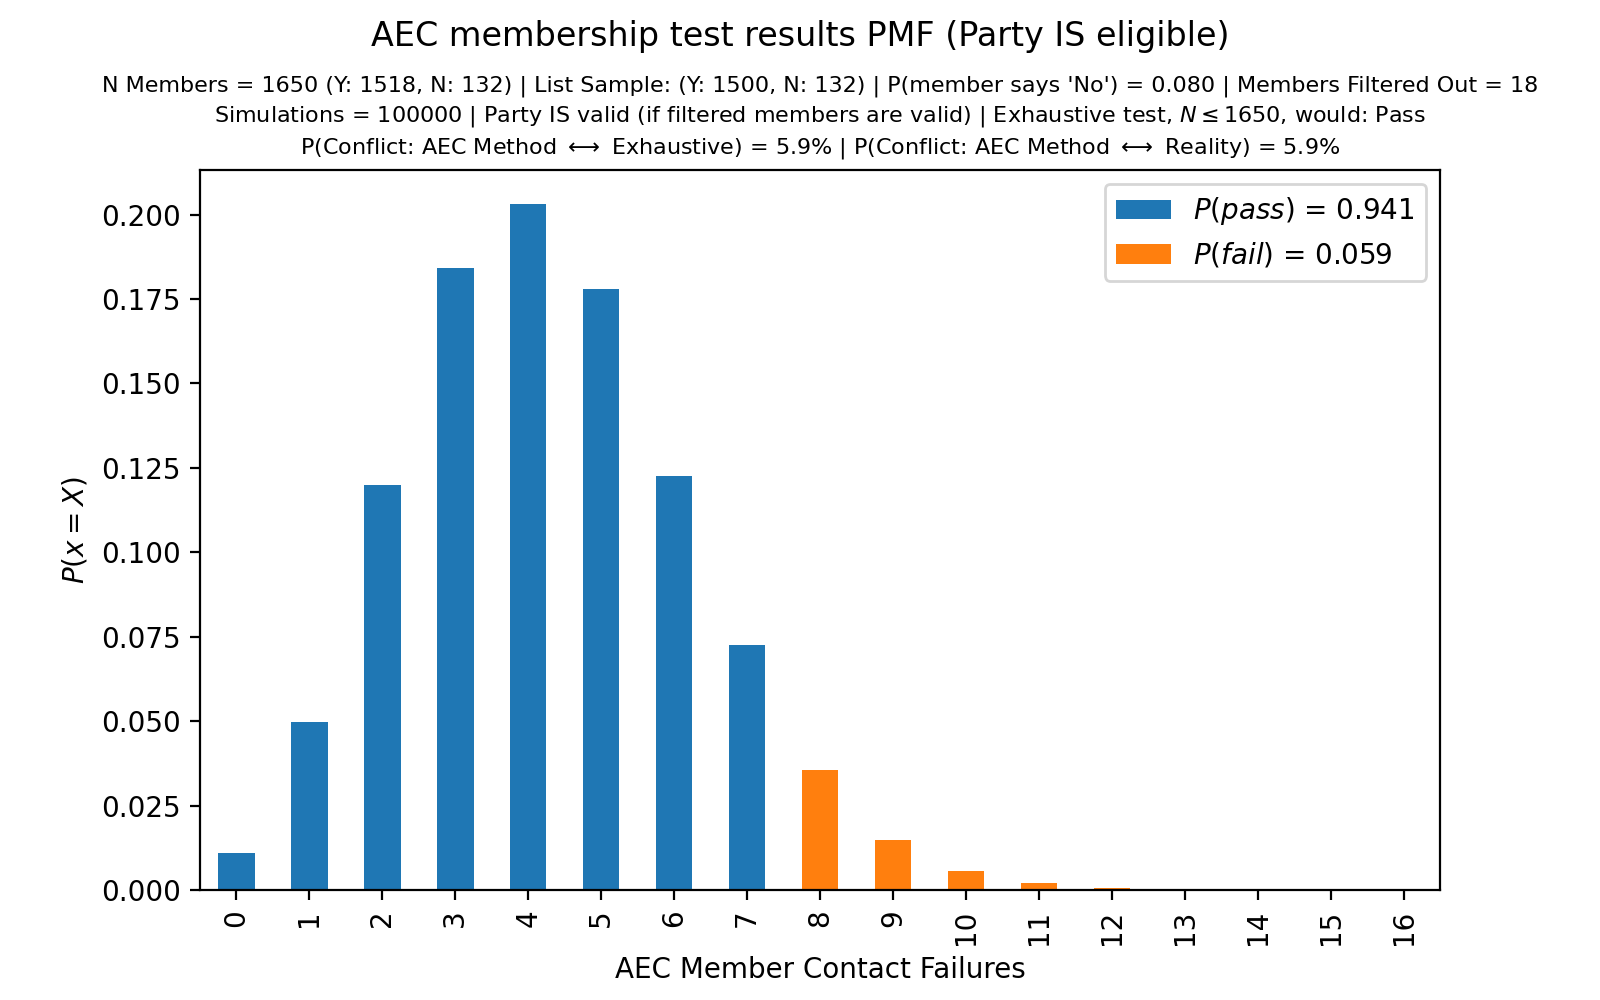 AEC membership test results PMF (Party IS eligible)
N Members = 1650 (Y: 1518, N: 132) | List Sample: (Y: 1500, N: 132) | P(member says 'No') = 0.080 | Members Filtered Out = 18
Simulations = 100000 | Party IS valid (if filtered members are valid) | Exhaustive test, N ≤ 1650, would: Pass
P(Conflict: AEC Method ⟷ Exhaustive) = 5.9% | P(Conflict: AEC Method ⟷ Reality) = 5.9%
P(pass) = 0.941
P(fail) = 0.059
0.200
0.175
0.150
0.125
0.100
0.075
0.050
0.025
0.000
P(x = X)
0 1 2 3 4 5 6 7 8 9 10 11 12 13 14 15 16
AEC Member Contact Failures